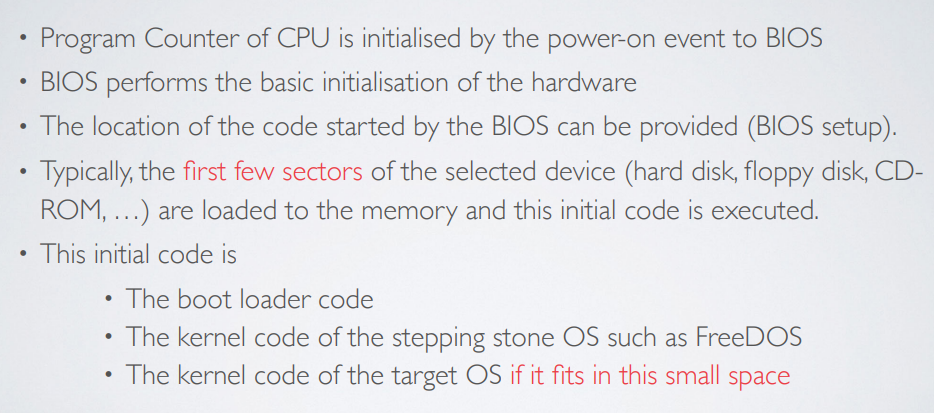 • Program Counter of CPU is initialised by the power-on event to BIOS
• BIOS performs the basic initialisation of the hardware
• The location of the code started by the BIOS can be provided (BIOS setup).
• Typically, the first few sectors of the selected device (hard disk, floppy disk, CD-
ROM, …) are loaded to the memory and this initial code is executed.
• This initial code is
• The boot loader code
• The kernel code of the stepping stone OS such as FreeDOS
• The kernel code of the target OS if it fits in this small space